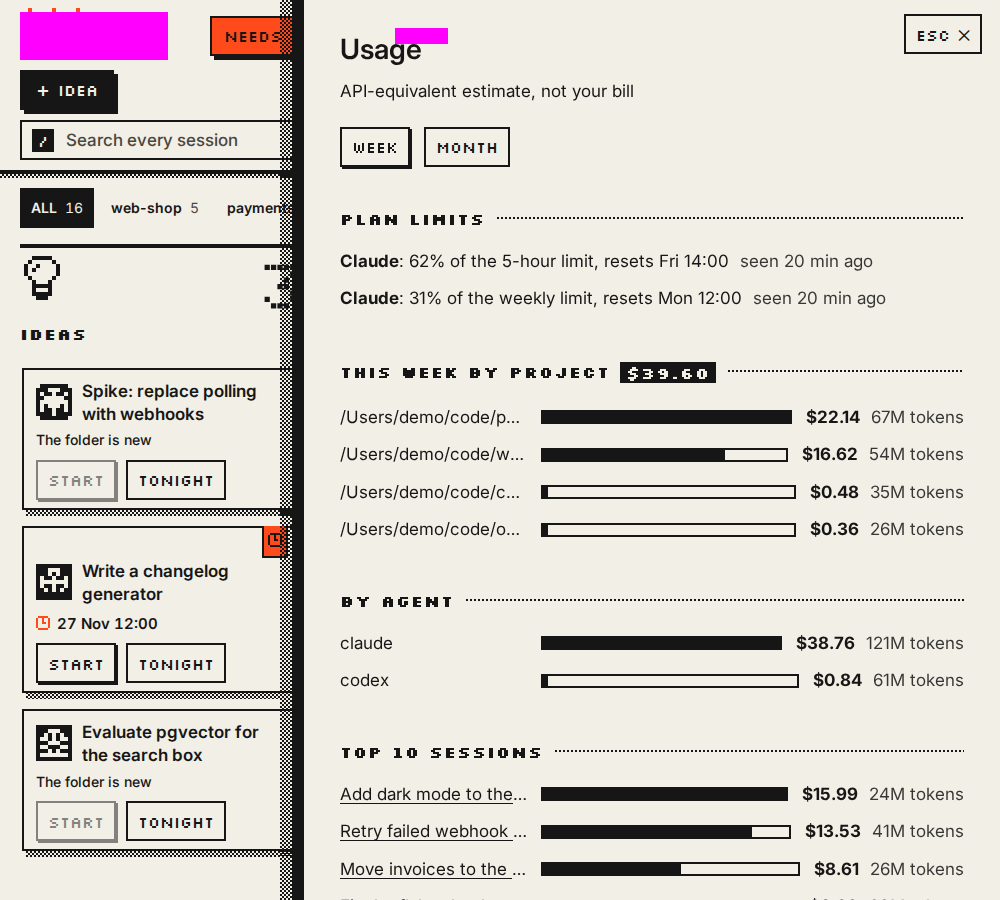 NEEDS
+ IDEA
/ Search every session
ALL 16 web-shop 5 payment
IDEAS
Spike: replace polling
with webhooks
The folder is new
START TONIGHT
Write a changelog
generator
27 Nov 12:00
START TONIGHT
Evaluate pgvector for
the search box
The folder is new
START TONIGHT
Usage
ESC ×
API-equivalent estimate, not your bill
WEEK MONTH
PLAN LIMITS
Claude: 62% of the 5-hour limit, resets Fri 14:00 seen 20 min ago
Claude: 31% of the weekly limit, resets Mon 12:00 seen 20 min ago
THIS WEEK BY PROJECT $39.60
/Users/demo/code/p... $22.14 67M tokens
/Users/demo/code/w... $16.62 54M tokens
/Users/demo/code/c... $0.48 35M tokens
/Users/demo/code/o... $0.36 26M tokens
BY AGENT
claude $38.76 121M tokens
codex $0.84 61M tokens
TOP 10 SESSIONS
Add dark mode to the... $15.99 24M tokens
Retry failed webhook ... $13.53 41M tokens
Move invoices to the ... $8.61 26M tokens